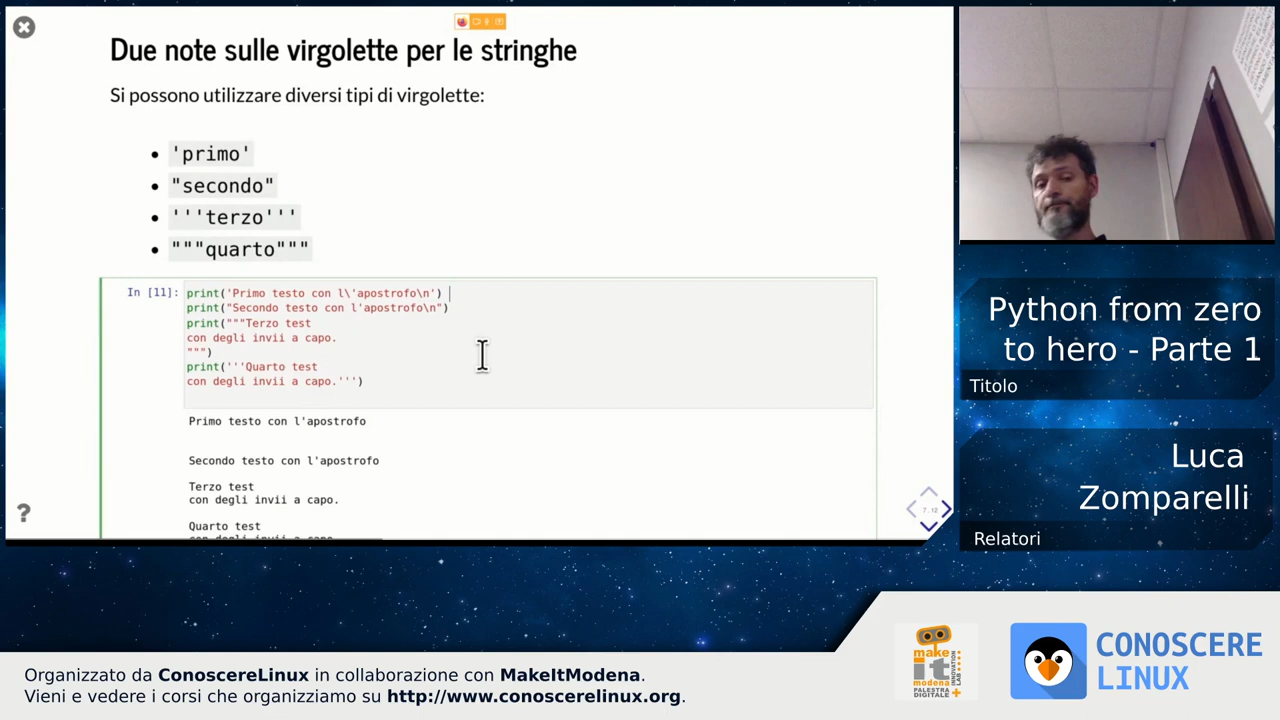 Due note sulle virgolette per le stringhe
Si possono utilizzare diversi tipi di virgolette:
'primo'
"secondo"
'''terzo'''
"""quarto"""
In [11]:
print('Primo testo con l\'apostrofo\n')
print("Secondo testo con l'apostrofo\n")
print("""Terzo test
con degli invii a capo.
""")
print('''Quarto test
con degli invii a capo.''')
Primo testo con l'apostrofo
Secondo testo con l'apostrofo
Terzo test
con degli invii a capo.
Quarto test
?
7.12
Python from zero
to hero - Parte 1
Titolo
Luca
Zomparelli
Relatori
make
it
modena
PALESTRA
DIGITALE
CONOSCERE
LINUX
Organizzato da ConoscereLinux in collaborazione con MakeItModena.
Vieni e vedere i corsi che organizziamo su http://www.conoscerelinux.org.